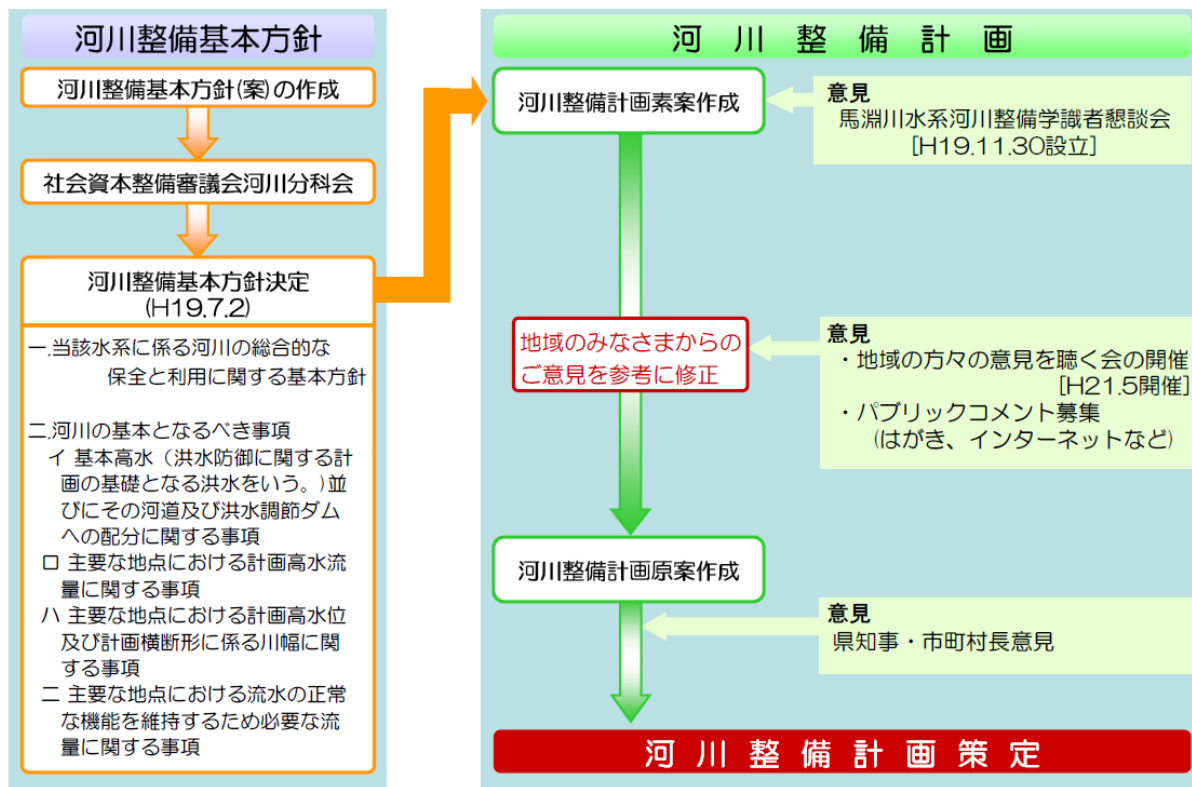 河川整備基本方針
河川整備基本方針(案)の作成
社会資本整備審議会河川分科会
河川整備基本方針決定
(H19.7.2)
一.当該水系に係る河川の総合的な
保全と利用に関する基本方針
二.河川の基本となるべき事項
イ 基本高水（洪水防御に関する計
画の基礎となる洪水をいう。)並
びにその河道及び洪水調節ダム
への配分に関する事項
ロ 主要な地点における計画高水流
量に関する事項
ハ 主要な地点における計画高水位
及び計画横断形に係る川幅に関
する事項
ニ 主要な地点における流水の正常
な機能を維持するため必要な流
量に関する事項
河川整備計画
河川整備計画素案作成
意見
馬淵川水系河川整備学識者懇談会
[H19.11.30設立]
地域のみなさまからの
ご意見を参考に修正
意見
・地域の方々の意見を聴く会の開催
[H21.5開催]
・パブリックコメント募集
(はがき、インターネットなど)
河川整備計画原案作成
意見
県知事・市町村長意見
河川整備計画策定